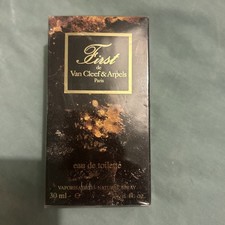 First
de
Van Cleef & Arpels
Paris
eau de toilette
30 ml